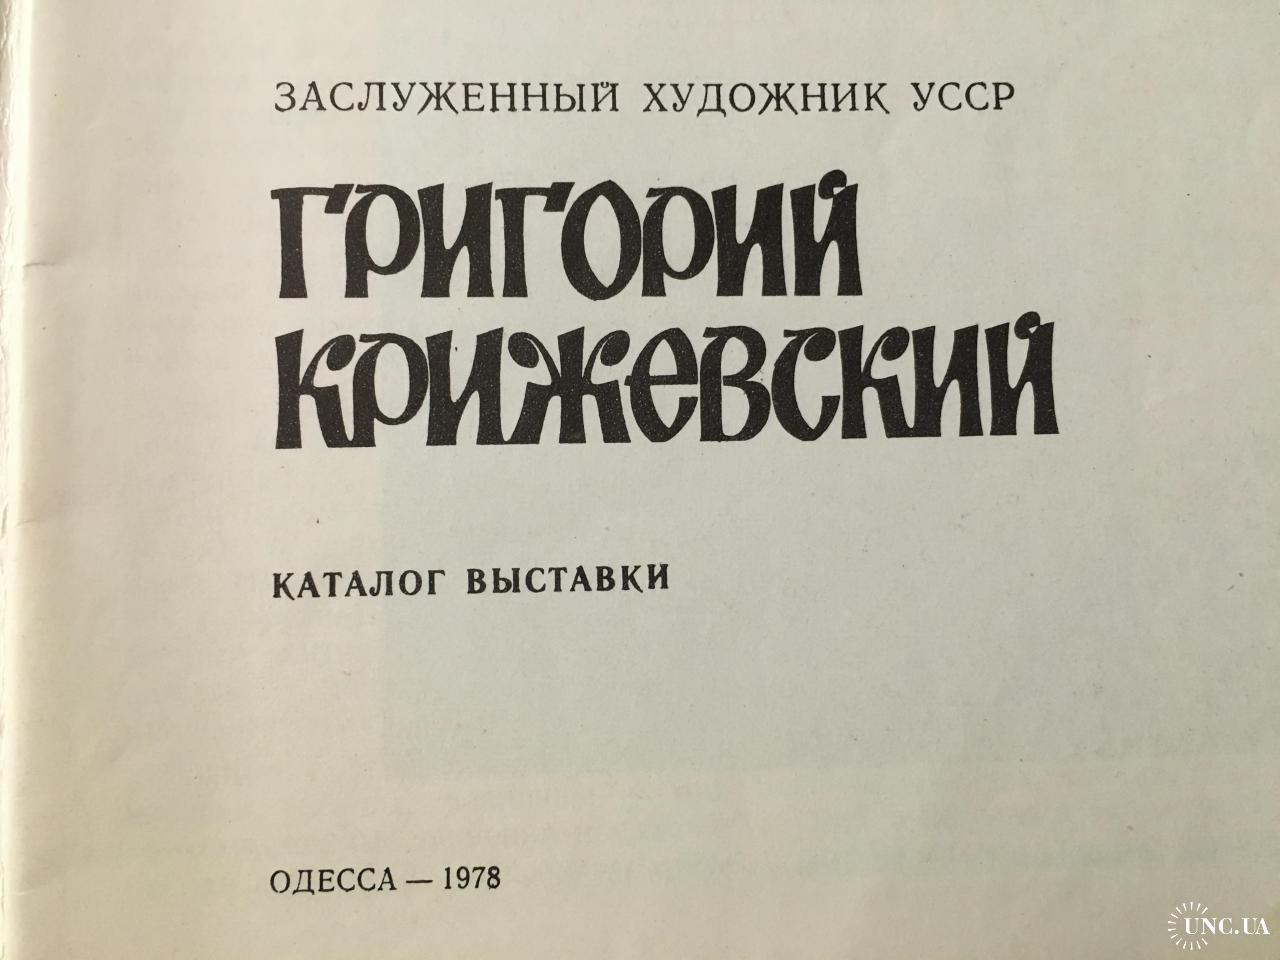 ЗАСЛУЖЕННЫЙ ХУДОЖНИК УССР
ГРИГОРИЙ
КРИЖЕВСКИЙ
КАТАЛОГ ВЫСТАВКИ
ОДЕССА — 1978
UNC.UA